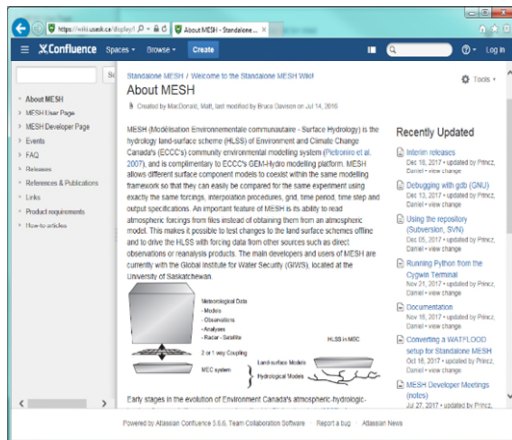 https://wiki.usask.ca/display/
About MESH - Standalone ...
Confluence Spaces Browse Create Log in
About MESH
MESH User Page
MESH Developer Page
Events
FAQ
Releases
References & Publications
Links
Product requirements
How-to articles
Standalone MESH / Welcome to the Standalone MESH Wiki!
Tools
About MESH
Created by MacDonald, Matt, last modified by Bruce Davison on Jul 14, 2016
MESH (Modélisation Environnementale communautaire - Surface Hydrology) is the
hydrology land-surface scheme (HLSS) of Environment and Climate Change
Canada's (ECCC's) community environmental modelling system (Pietroniro et al.
2007), and is complimentary to ECCC's GEM-Hydro modelling platform. MESH
allows different surface component models to coexist within the same modelling
framework so that they can easily be compared for the same experiment using
exactly the same forcings, interpolation procedures, grid, time period, time step and
output specifications. An important feature of MESH is its ability to read
atmospheric forcings from files instead of obtaining them from an atmospheric
model. This makes it possible to test changes to the land surface schemes offline
and to drive the HLSS with forcing data from other sources such as direct
observations or reanalysis products. The main developers and users of MESH are
currently with the Global Institute for Water Security (GIWS), located at the
University of Saskatchewan.
Meteorological Data
- Models
- Observations
- Analyses
- Radar - Satellite
2 or 1 way Coupling
MEC system
Land-surface Models
Hydrological Models
HLSS in MEC
Early stages in the evolution of Environment Canada's atmospheric-hydrologic-
Recently Updated
Interim releases
Dec 18, 2017 • updated by Princz,
Daniel • view change
Debugging with gdb (GNU)
Dec 13, 2017 • updated by Princz,
Daniel • view change
Using the repository
(Subversion, SVN)
Dec 05, 2017 • updated by Princz,
Daniel • view change
Running Python from the
Cygwin Terminal
Nov 21, 2017 • updated by Princz,
Daniel • view change
Documentation
Nov 16, 2017 • updated by Princz,
Daniel • view change
Converting a WATFLOOD
setup for Standalone MESH
Oct 18, 2017 • updated by Princz,
Daniel • view change
MESH Developer Meetings
(notes)
Jul 27, 2017 • updated by Princz,
Powered by Atlassian Confluence 5.6.6, Team Collaboration Software · Report a bug · Atlassian News